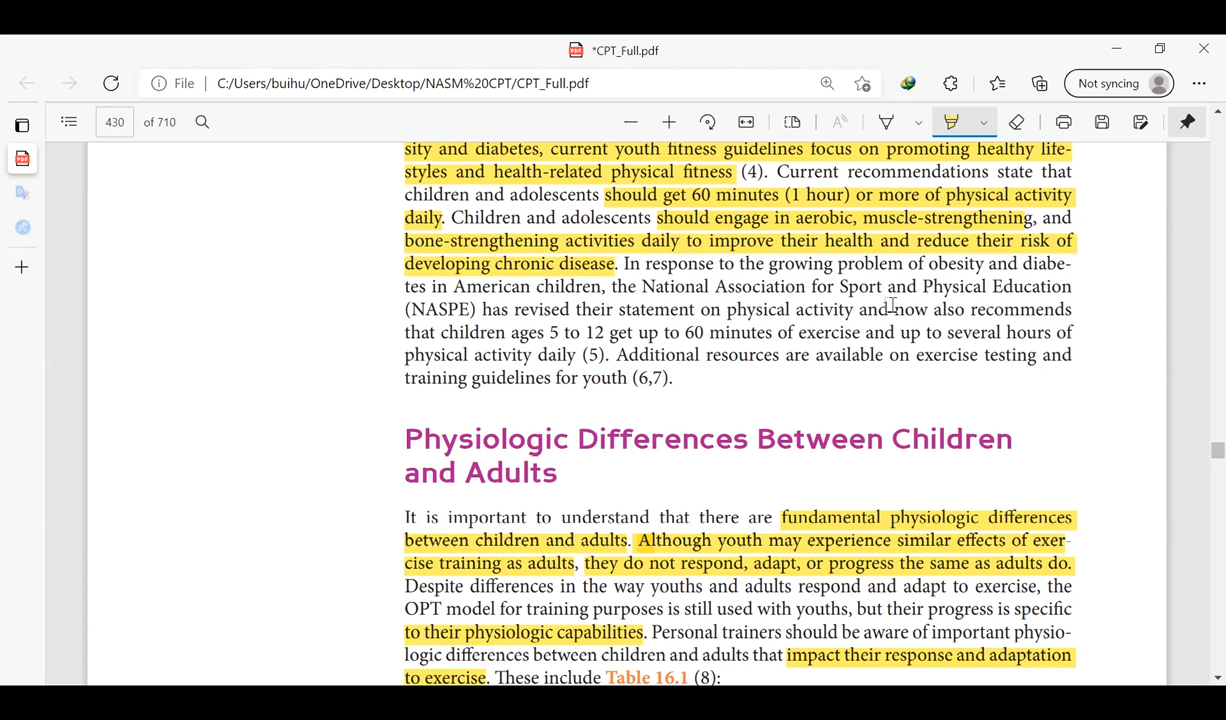 *CPT_Full.pdf
File
C:/Users/buihu/OneDrive/Desktop/NASM%20CPT/CPT_Full.pdf
Not syncing
430 of 710
sity and diabetes, current youth fitness guidelines focus on promoting healthy life-
styles and health-related physical fitness (4). Current recommendations state that
children and adolescents should get 60 minutes (1 hour) or more of physical activity
daily. Children and adolescents should engage in aerobic, muscle-strengthening, and
bone-strengthening activities daily to improve their health and reduce their risk of
developing chronic disease. In response to the growing problem of obesity and diabe-
tes in American children, the National Association for Sport and Physical Education
(NASPE) has revised their statement on physical activity and now also recommends
that children ages 5 to 12 get up to 60 minutes of exercise and up to several hours of
physical activity daily (5). Additional resources are available on exercise testing and
training guidelines for youth (6,7).
Physiologic Differences Between Children
and Adults
It is important to understand that there are fundamental physiologic differences
between children and adults. Although youth may experience similar effects of exer-
cise training as adults, they do not respond, adapt, or progress the same as adults do.
Despite differences in the way youths and adults respond and adapt to exercise, the
OPT model for training purposes is still used with youths, but their progress is specific
to their physiologic capabilities. Personal trainers should be aware of important physio-
logic differences between children and adults that impact their response and adaptation
to exercise. These include Table 16.1 (8):